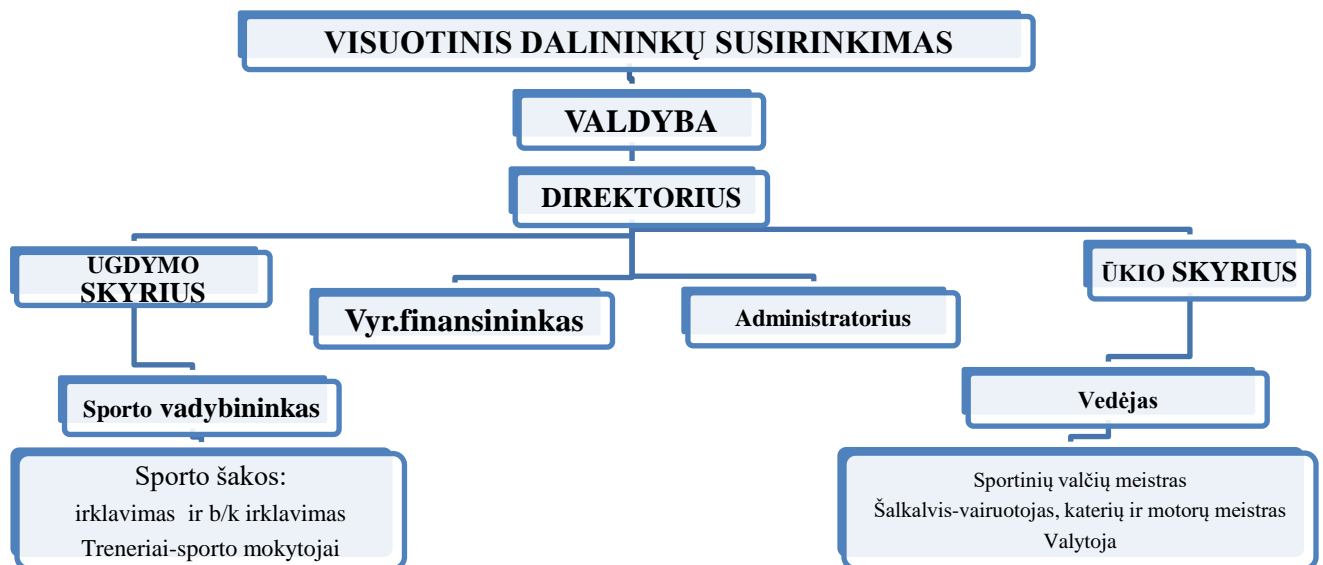 VISUOTINIS DALININKŲ SUSIRINKIMAS
VALDYBA
DIREKTORIUS
UGDYMO
SKYRIUS
Vyr.finansininkas
Administratorius
ŪKIO SKYRIUS
Sporto vadybininkas
Vedėjas
Sporto šakos:
irklavimas ir b/k irklavimas
Treneriai-sporto mokytojai
Sportinių valčių meistras
Šalkalvis-vairuotojas, katerių ir motorų meistras
Valytoja